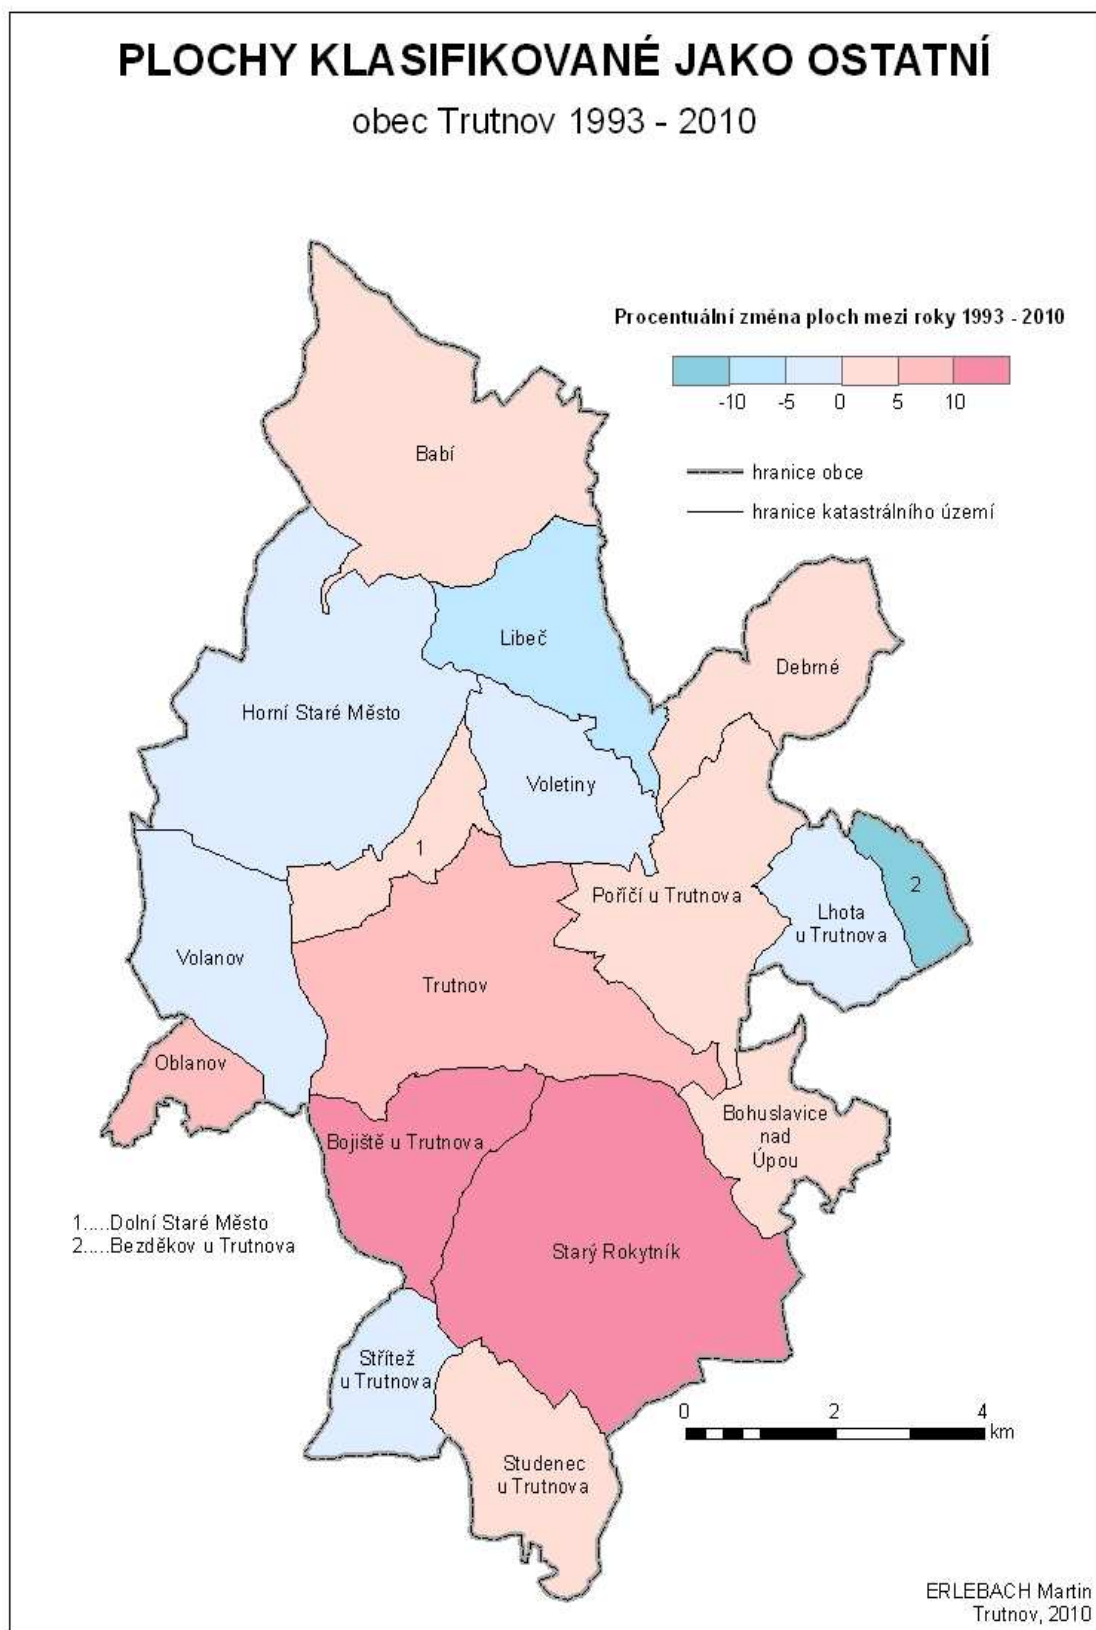 PLOCHY KLASIFIKOVANÉ JAKO OSTATNÍ
obec Trutnov 1993 - 2010
Procentuální změna ploch mezi roky 1993 - 2010
-10 -5 0 5 10
hranice obce
hranice katastrálního území
Babí
Libeč
Debrné
Horní Staré Město
Voletiny
1
2
Poříčí u Trutnova
Lhota
u Trutnova
Volanov
Trutnov
Oblanov
Bohuslavice
nad
Úpou
Bojiště u Trutnova
1.....Dolní Staré Město
2.....Bezděkov u Trutnova
Starý Rokytník
Střítež
u Trutnova
0 2 4
km
Studenec
u Trutnova
ERLEBACH Martin
Trutnov, 2010